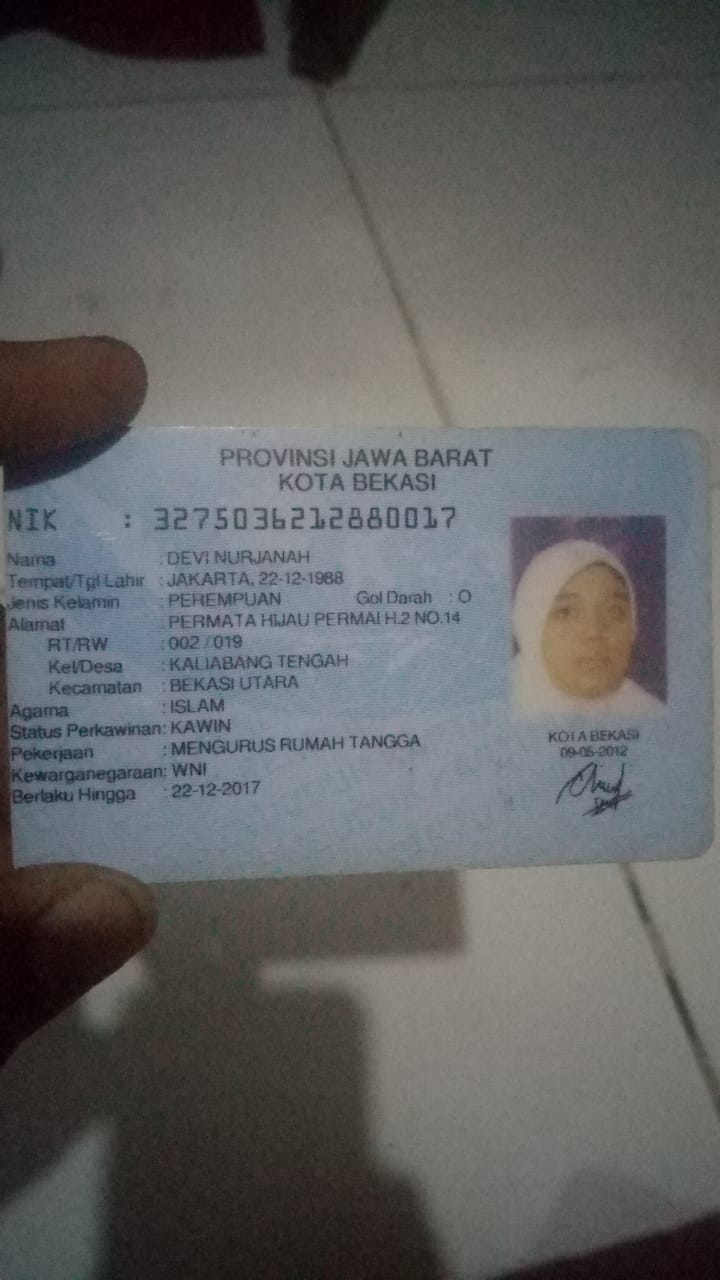 PROVINSI JAWA BARAT
KOTA BEKASI
NIK : 3275036212880017
Nama : DEVI NURJANAH
Tempat/Tgl Lahir : JAKARTA, 22-12-1988
Jenis Kelamin : PEREMPUAN Gol Darah : O
Alamat : PERMATA HIJAU PERMAI H.2 NO.14
RT/RW : 002 / 019
Kel/Desa : KALIABANG TENGAH
Kecamatan : BEKASI UTARA
Agama : ISLAM
Status Perkawinan: KAWIN
Pekerjaan : MENGURUS RUMAH TANGGA
Kewarganegaraan: WNI
Berlaku Hingga : 22-12-2017
KOTA BEKASI
09-05-2012